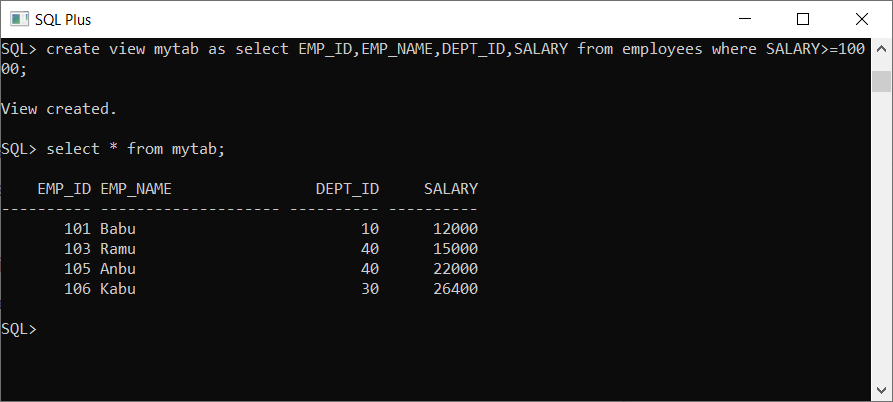 SQL Plus
SQL> create view mytab as select EMP_ID,EMP_NAME,DEPT_ID,SALARY from employees where SALARY>=100
00;
View created.
SQL> select * from mytab;
    EMP_ID EMP_NAME                DEPT_ID     SALARY
---------- -------------------- ---------- ----------
       101 Babu                         10      12000
       103 Ramu                         40      15000
       105 Anbu                         40      22000
       106 Kabu                         30      26400
SQL>